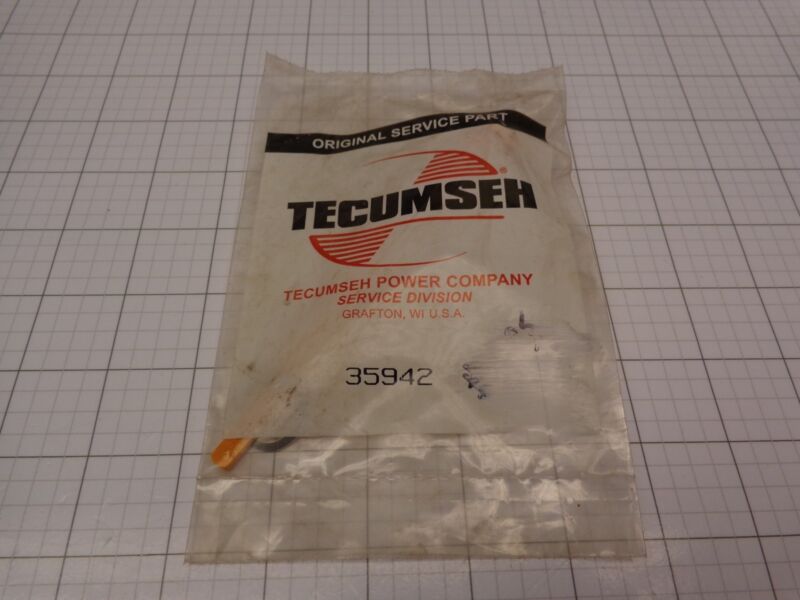 ORIGINAL SERVICE PART
TECUMSEH®
TECUMSEH POWER COMPANY
SERVICE DIVISION
GRAFTON, WI U.S.A.
35942